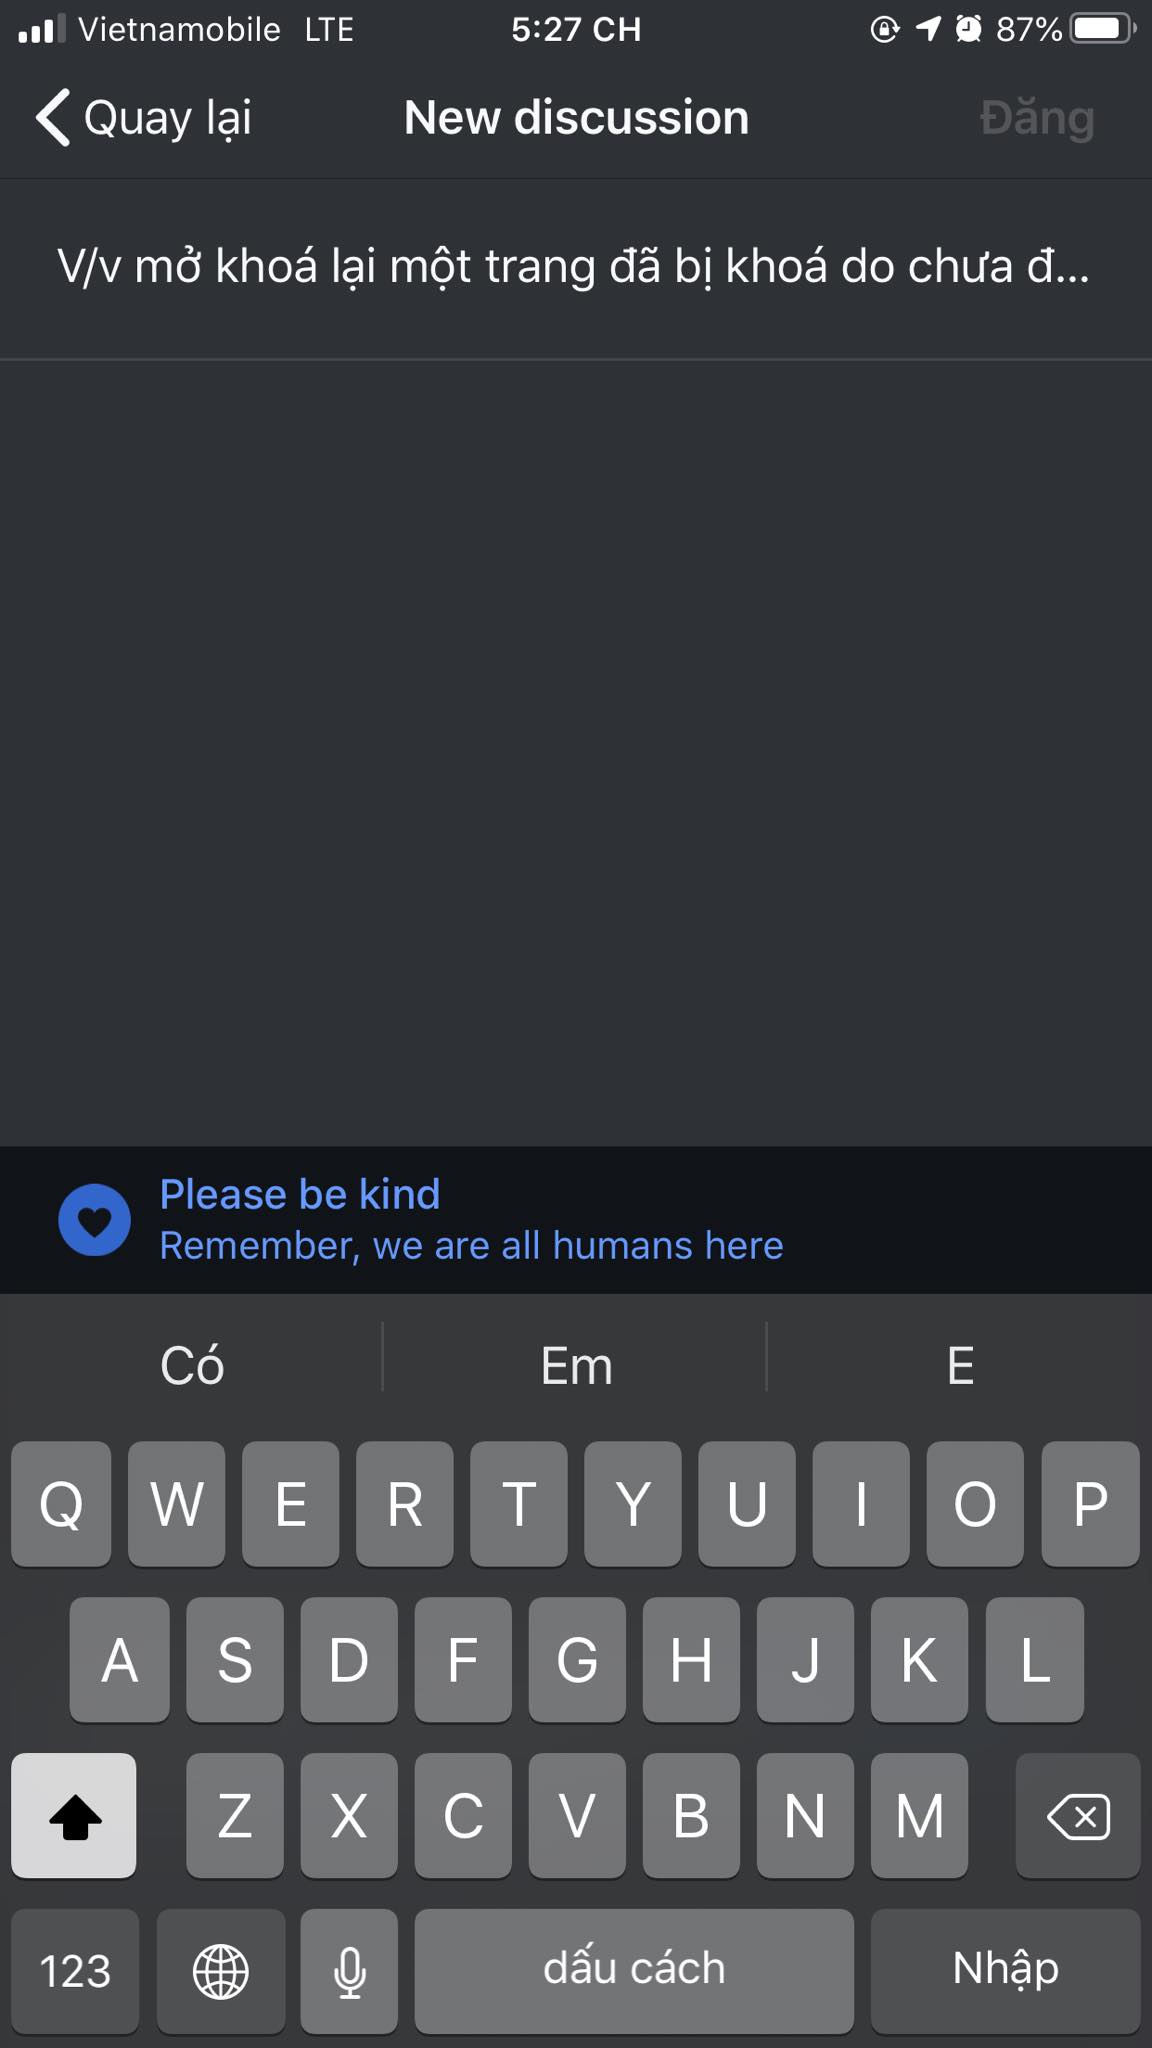 Vietnamobile LTE 5:27 CH 87%
Quay lại New discussion Đăng
V/v mở khoá lại một trang đã bị khoá do chưa đ...
Please be kind
Remember, we are all humans here
Có Em E
Q W E R T Y U I O P
A S D F G H J K L
Z X C V B N M
123 dấu cách Nhập